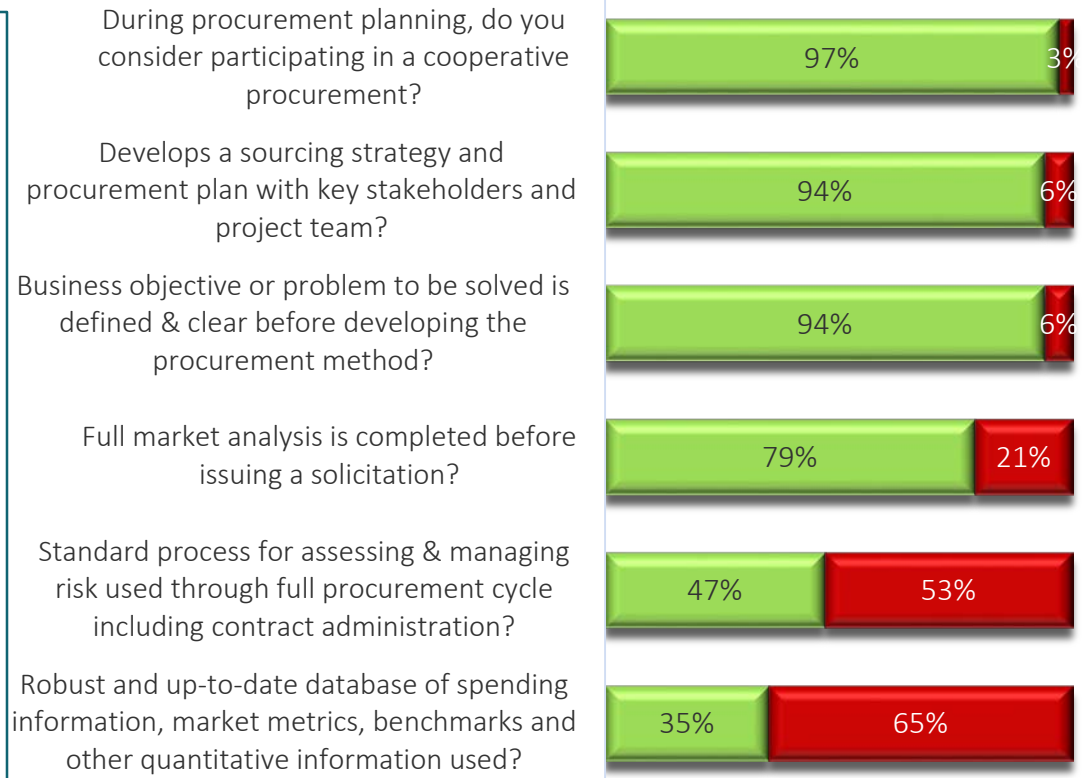 During procurement planning, do you
consider participating in a cooperative
procurement?
97%
3%
Develops a sourcing strategy and
procurement plan with key stakeholders and
project team?
94%
6%
Business objective or problem to be solved is
defined & clear before developing the
procurement method?
94%
6%
Full market analysis is completed before
issuing a solicitation?
79%
21%
Standard process for assessing & managing
risk used through full procurement cycle
including contract administration?
47%
53%
Robust and up-to-date database of spending
information, market metrics, benchmarks and
other quantitative information used?
35%
65%